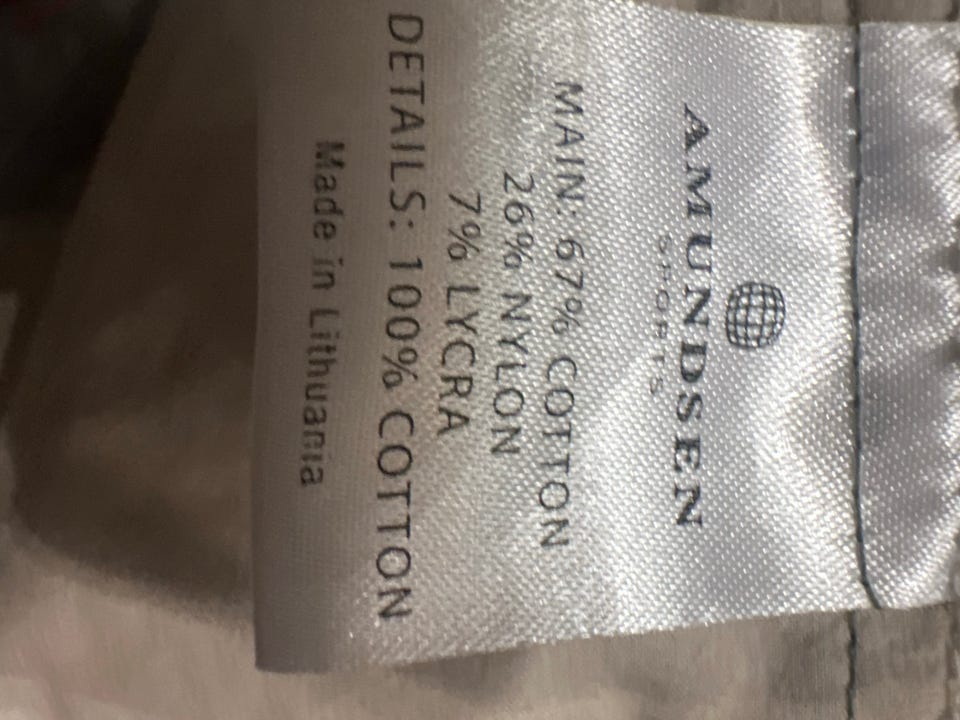 AMUNDSEN
SPORTS
MAIN: 67% COTTON
26% NYLON
7% LYCRA
DETAILS: 100% COTTON
Made in Lithuania